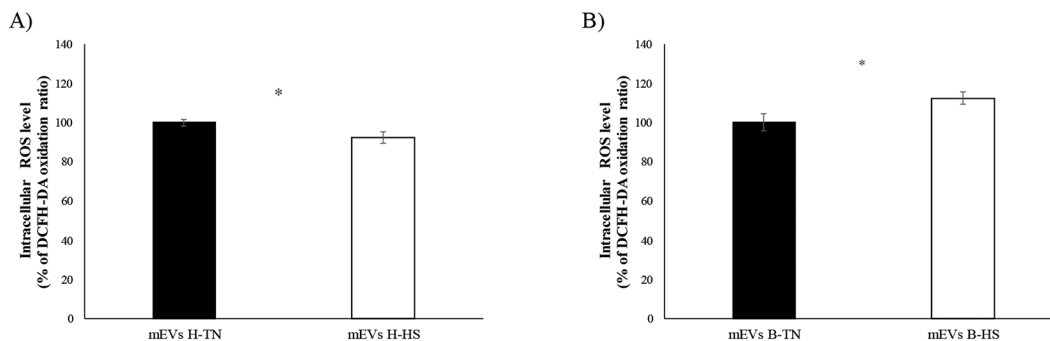 A)
Intracellular ROS level
(% of DCFH-DA oxidation ratio)
140
120
100
80
60
40
20
0
*
mEVs H-TN
mEVs H-HS
B)
Intracellular ROS level
(% of DCFH-DA oxidation ratio)
140
120
100
80
60
40
20
0
*
mEVs B-TN
mEVs B-HS